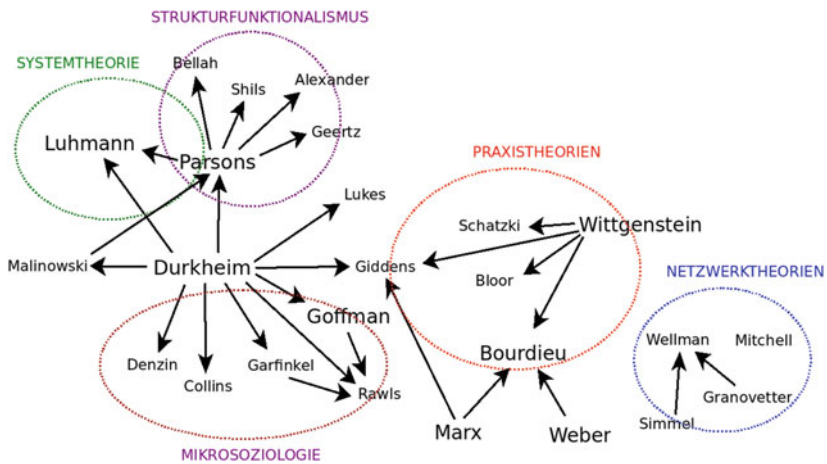 STRUKTURFUNKTIONALISMUS
SYSTEMTHEORIE
Bellah
Shils
Alexander
Luhmann
Geertz
Parsons
PRAXISTHEORIEN
Lukes
Schatzki
Wittgenstein
Malinowski
Durkheim
Giddens
Bloor
NETZWERKTHEORIEN
Goffman
Wellman
Mitchell
Bourdieu
Denzin
Garfinkel
Collins
Rawls
Granovetter
Simmel
Marx
Weber
MIKROSOZIOLOGIE